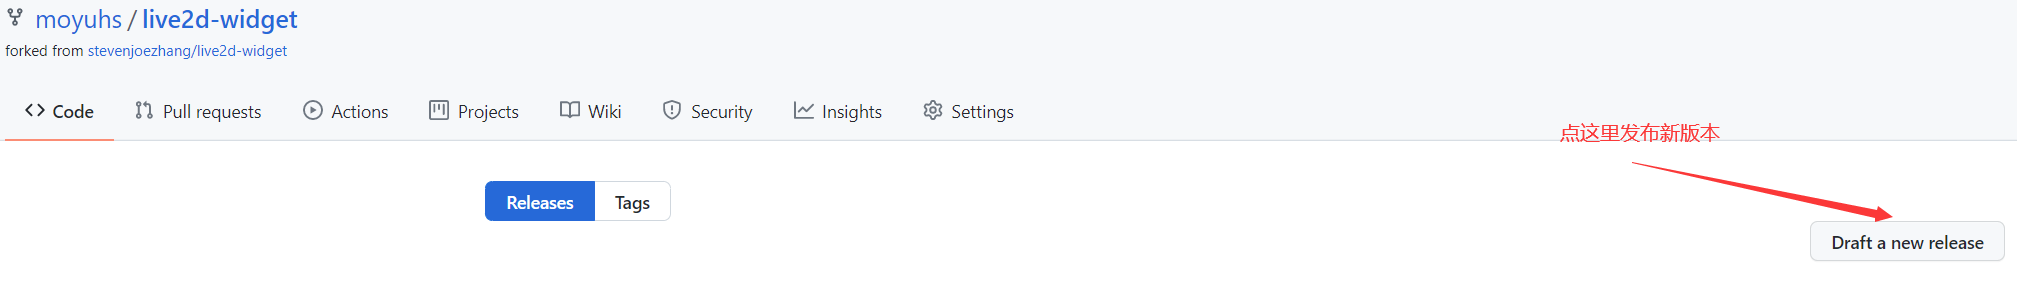 moyuhs / live2d-widget
forked from stevenjoezhang/live2d-widget
Code Pull requests Actions Projects Wiki Security Insights Settings
点这里发布新版本
Releases Tags
Draft a new release